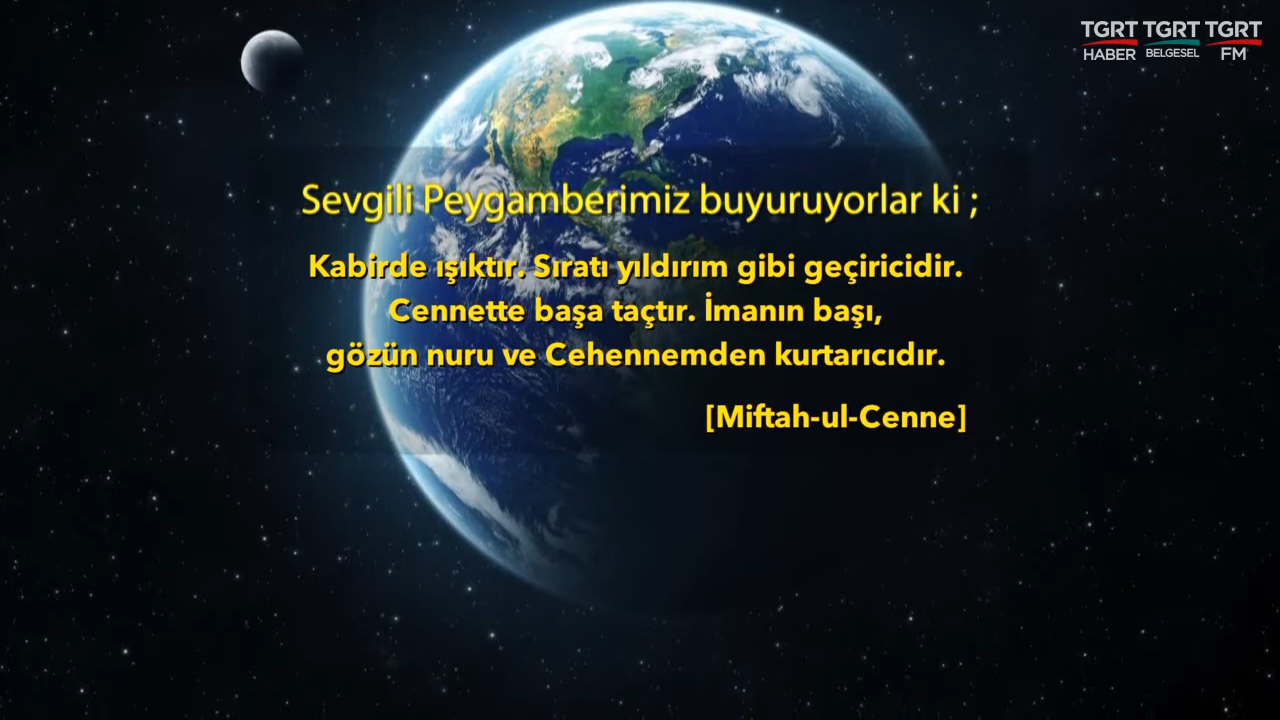 TGRT TGRT TGRT
HABER BELGESEL FM
Sevgili Peygamberimiz buyuruyorlar ki ;
Kabirde ışıktır. Sıratı yıldırım gibi geçiricidir.
Cennette başa taçtır. İmanın başı,
gözün nuru ve Cehennemden kurtarıcıdır.
[Miftah-ul-Cenne]